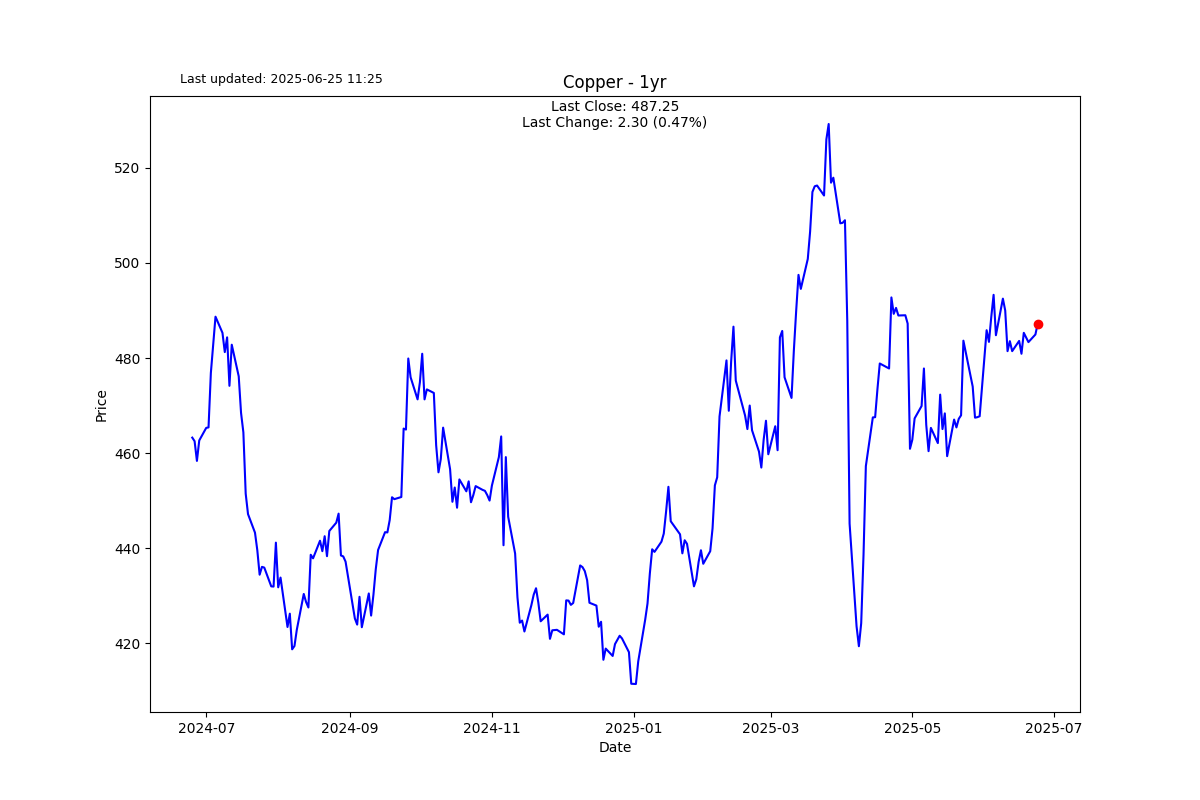 Last updated: 2025-06-25 11:25
Copper - 1yr
Last Close: 487.25
Last Change: 2.30 (0.47%)
Price
520
500
480
460
440
420
2024-07
2024-09
2024-11
2025-01
2025-03
2025-05
2025-07
Date